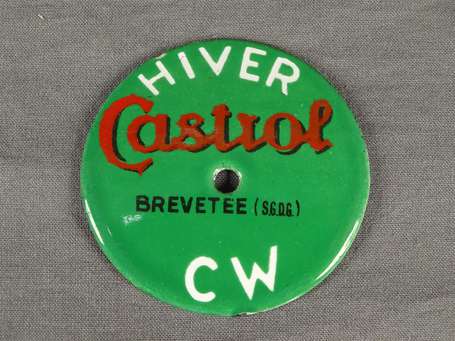 HIVER
Castrol
BREVETEE (S.G.D.G.)
CW